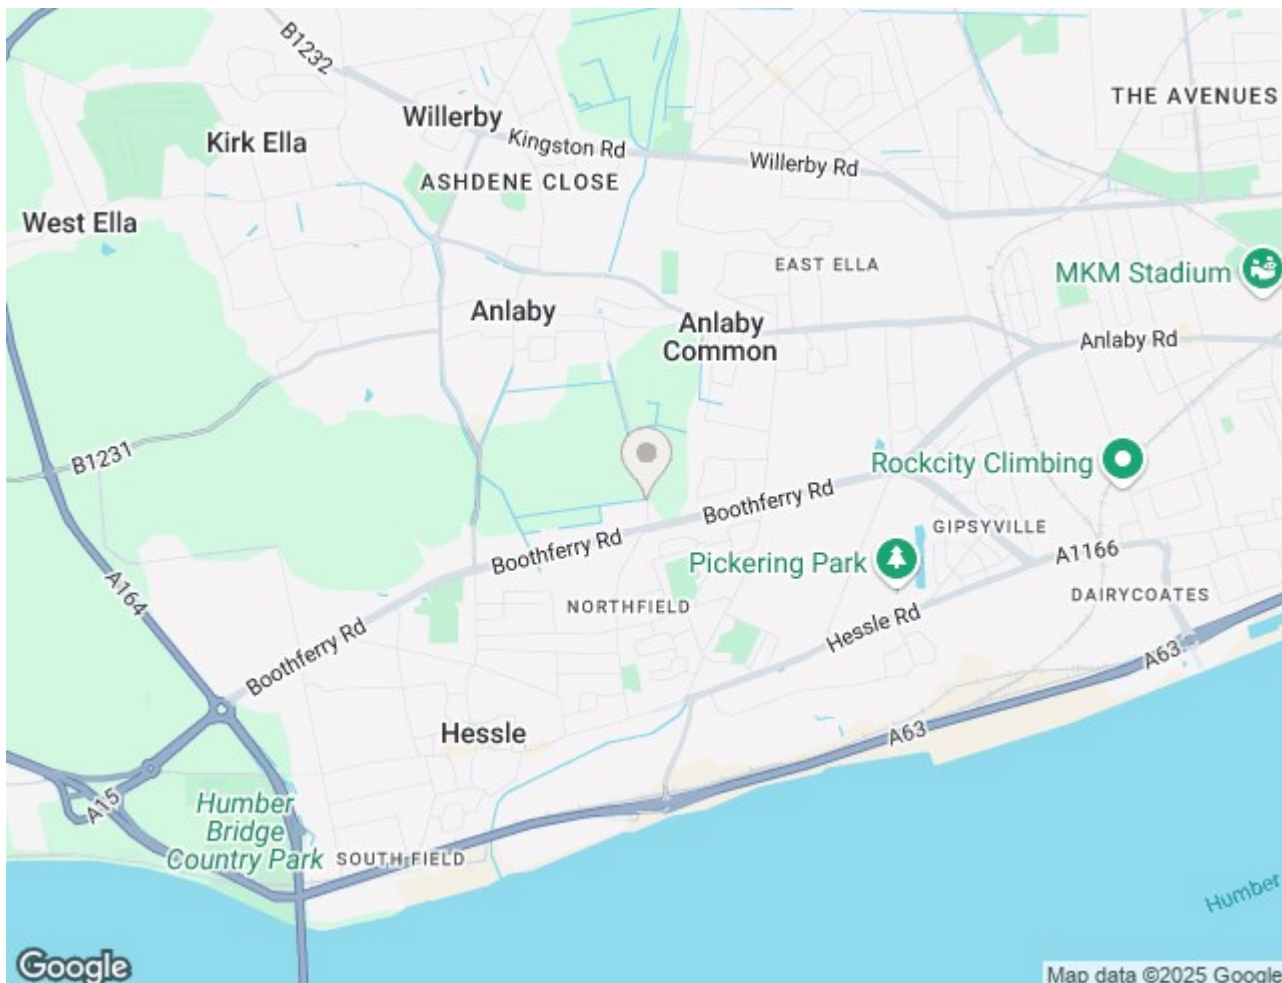 B1232
THE AVENUES
Willerby
Kirk Ella
Kingston Rd
Willerby Rd
ASHDENE CLOSE
West Ella
EAST ELLA
MKM Stadium
Anlaby
Anlaby
Common
Anlaby Rd
B1231
Rockcity Climbing
Boothferry Rd
Boothferry Rd
GIPSYVILLE
Pickering Park
A1166
A164
NORTHFIELD
DAIRYCOATES
Hessle Rd
Boothferry Rd
A63
Hessle
A63
A15
Humber
Bridge
Country Park
SOUTH FIELD
Humber
Google
Map data ©2025 Google